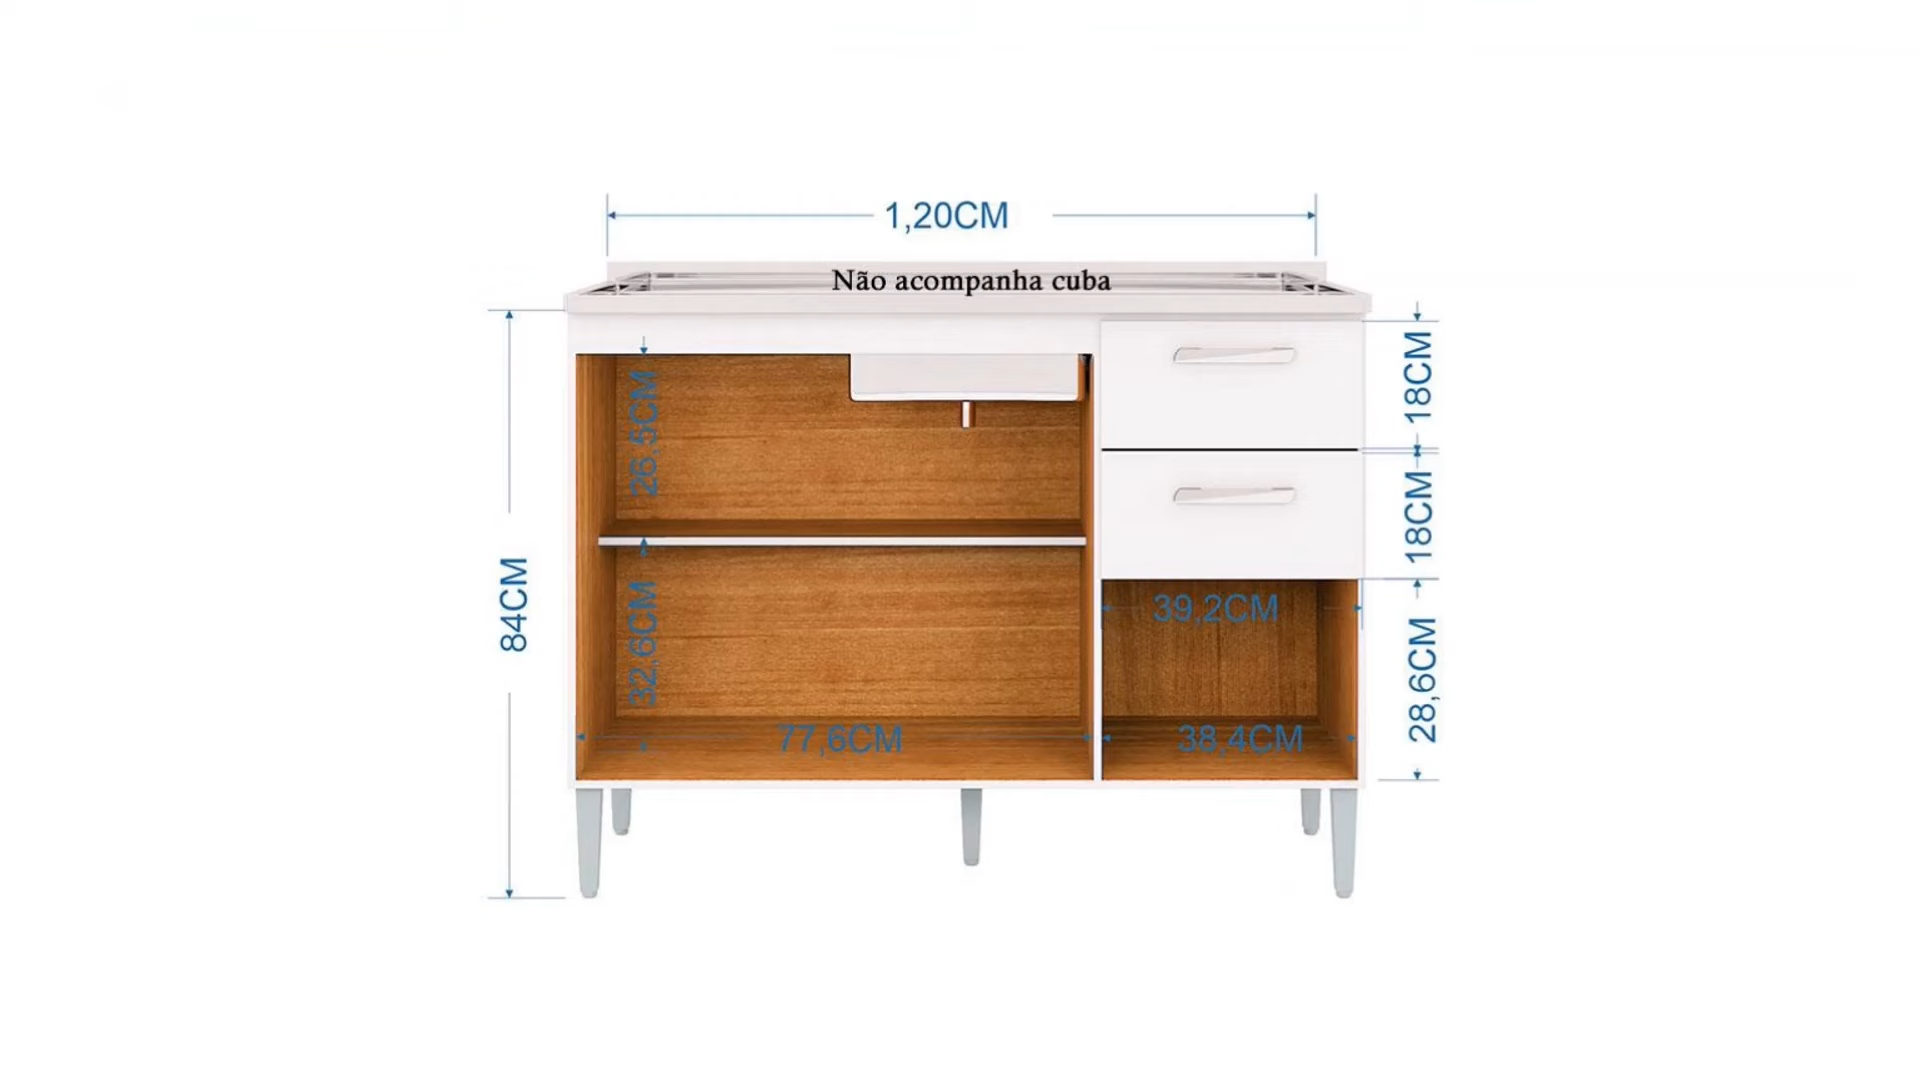 1,20CM
Não acompanha cuba
18CM
26,5CM
18CM
84CM
39,2CM
32,6CM
28,6CM
77,6CM
38,4CM